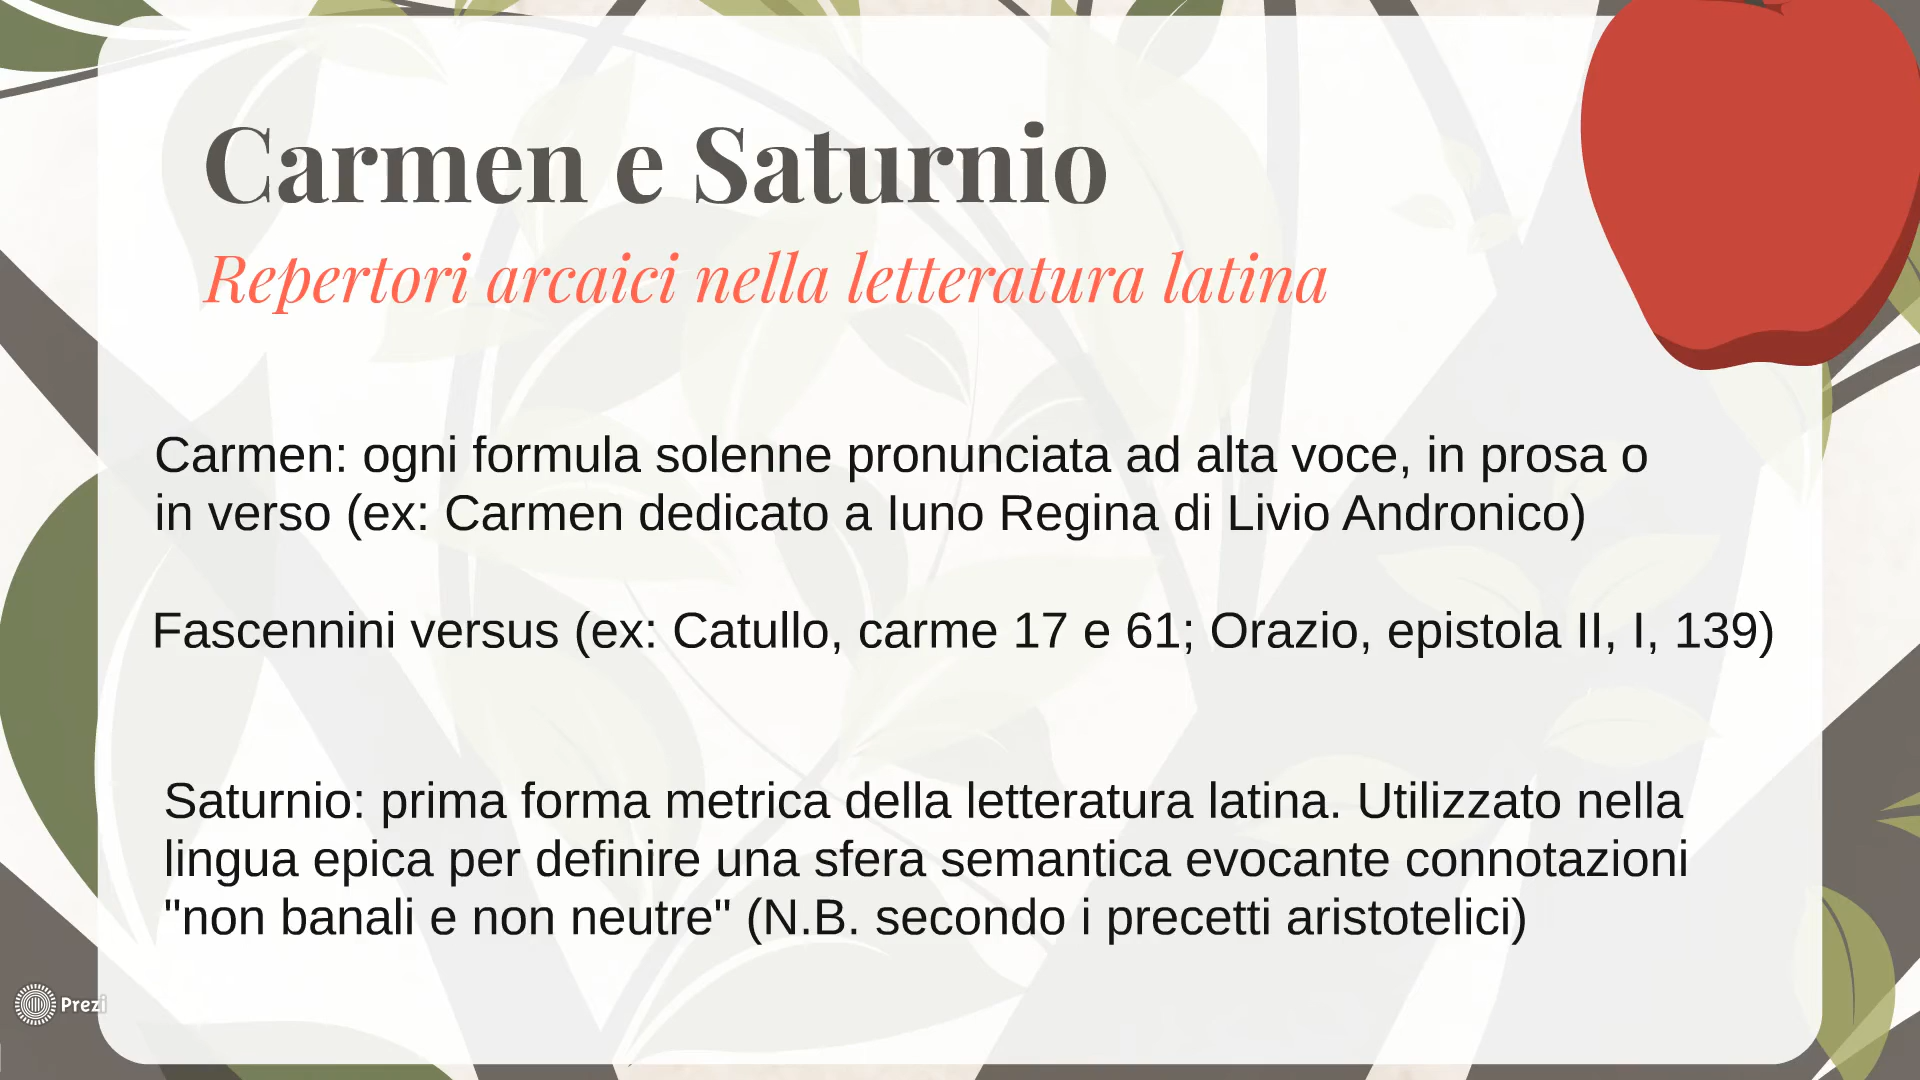 Carmen e Saturnio
Repertori arcaici nella letteratura latina
Carmen: ogni formula solenne pronunciata ad alta voce, in prosa o
in verso (ex: Carmen dedicato a Iuno Regina di Livio Andronico)
Fascennini versus (ex: Catullo, carme 17 e 61; Orazio, epistola II, I, 139)
Saturnio: prima forma metrica della letteratura latina. Utilizzato nella
lingua epica per definire una sfera semantica evocante connotazioni
"non banali e non neutre" (N.B. secondo i precetti aristotelici)
Prezi